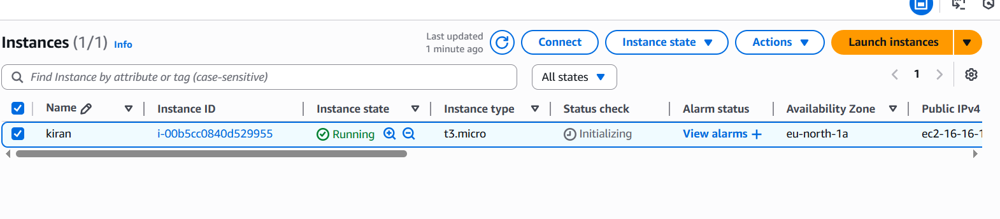 Instances (1/1) Info
Last updated
1 minute ago
Connect
Instance state
Actions
Launch instances
Find Instance by attribute or tag (case-sensitive)
All states
1
Name Instance ID Instance state Instance type Status check Alarm status Availability Zone Public IPv4
kiran i-00b5cc0840d529955 Running t3.micro Initializing View alarms + eu-north-1a ec2-16-16-1